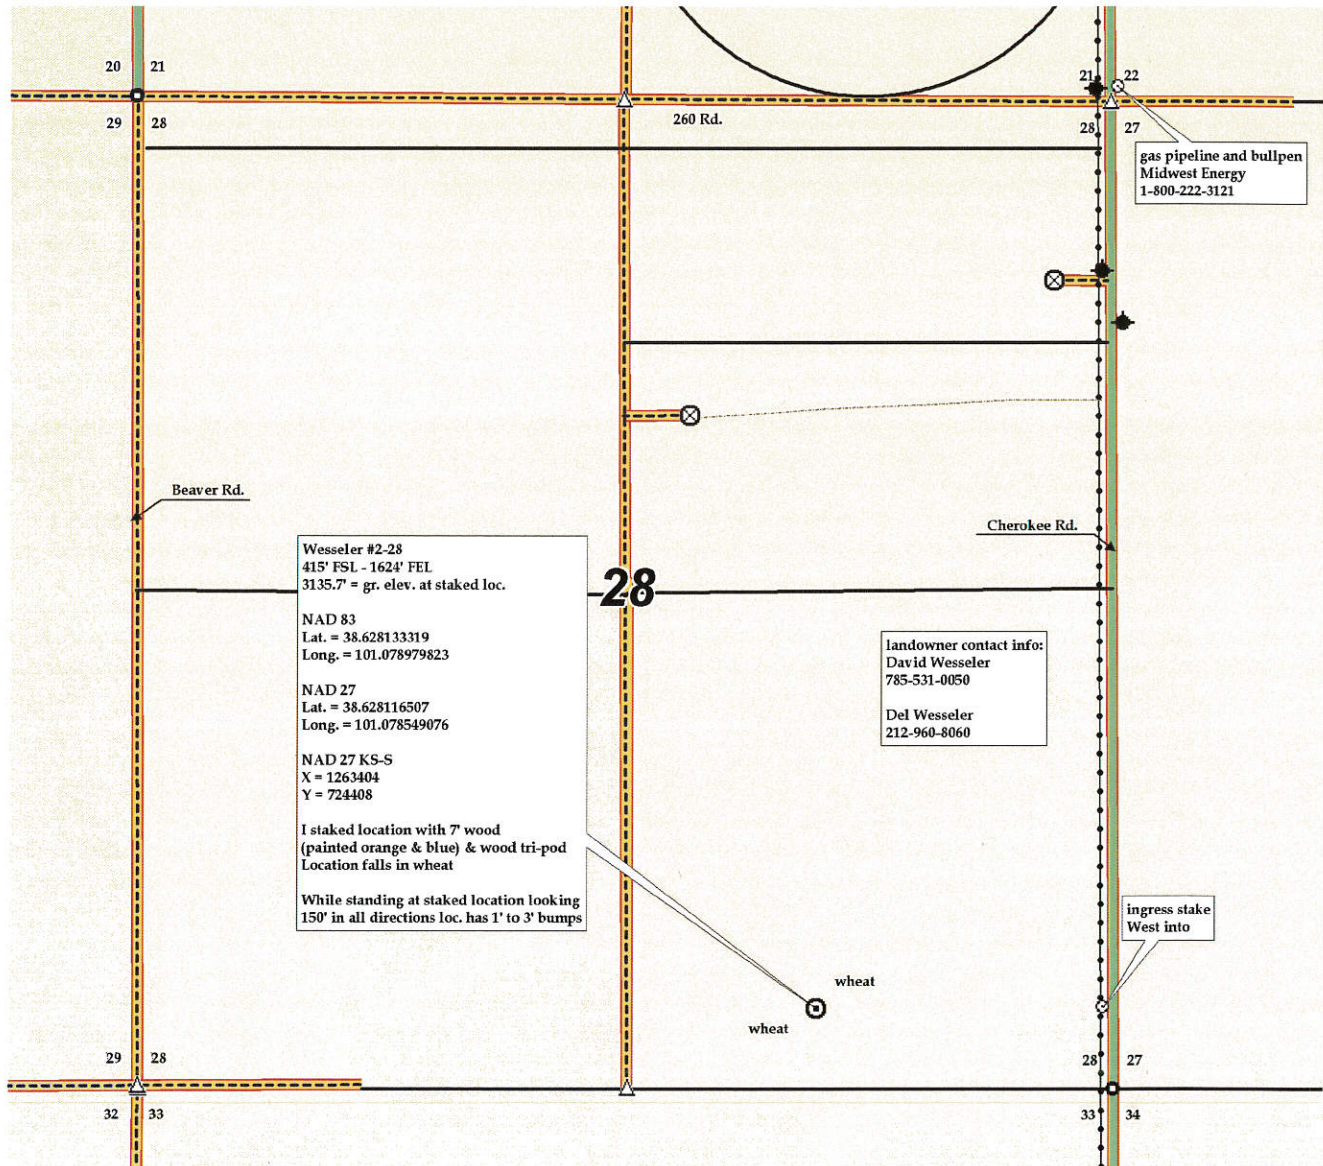 20 21
21 22
29 28
260 Rd.
28 27
gas pipeline and bullpen
Midwest Energy
1-800-222-3121
Beaver Rd.
Cherokee Rd.
Wesseler #2-28
415' FSL - 1624' FEL
3135.7' = gr. elev. at staked loc.
NAD 83
Lat. = 38.628133319
Long. = 101.078979823
NAD 27
Lat. = 38.628116507
Long. = 101.078549076
NAD 27 KS-S
X = 1263404
Y = 724408
I staked location with 7' wood
(painted orange & blue) & wood tri-pod
Location falls in wheat
While standing at staked location looking
150' in all directions loc. has 1' to 3' bumps
28
landowner contact info:
David Wesseler
785-531-0050
Del Wesseler
212-960-8060
ingress stake
West into
wheat
wheat
29 28
28 27
32 33
33 34